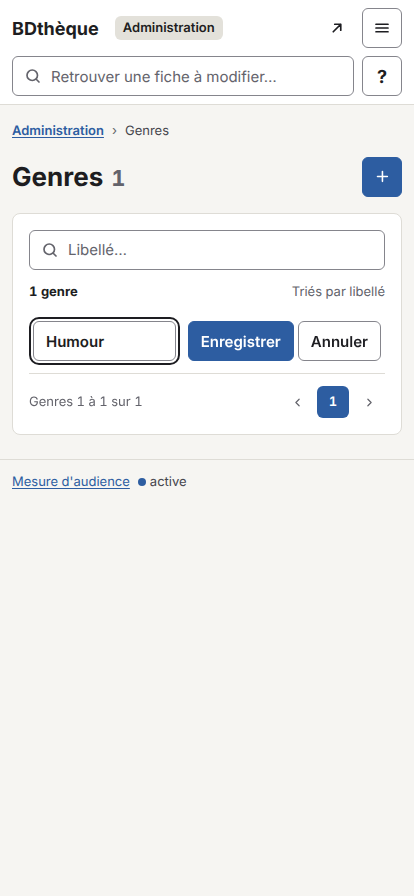 BDthèque Administration
Retrouver une fiche à modifier... ?
Administration › Genres
Genres 1
Libellé...
1 genre Triés par libellé
Humour Enregistrer Annuler
Genres 1 à 1 sur 1 ‹ 1 ›
Mesure d'audience active